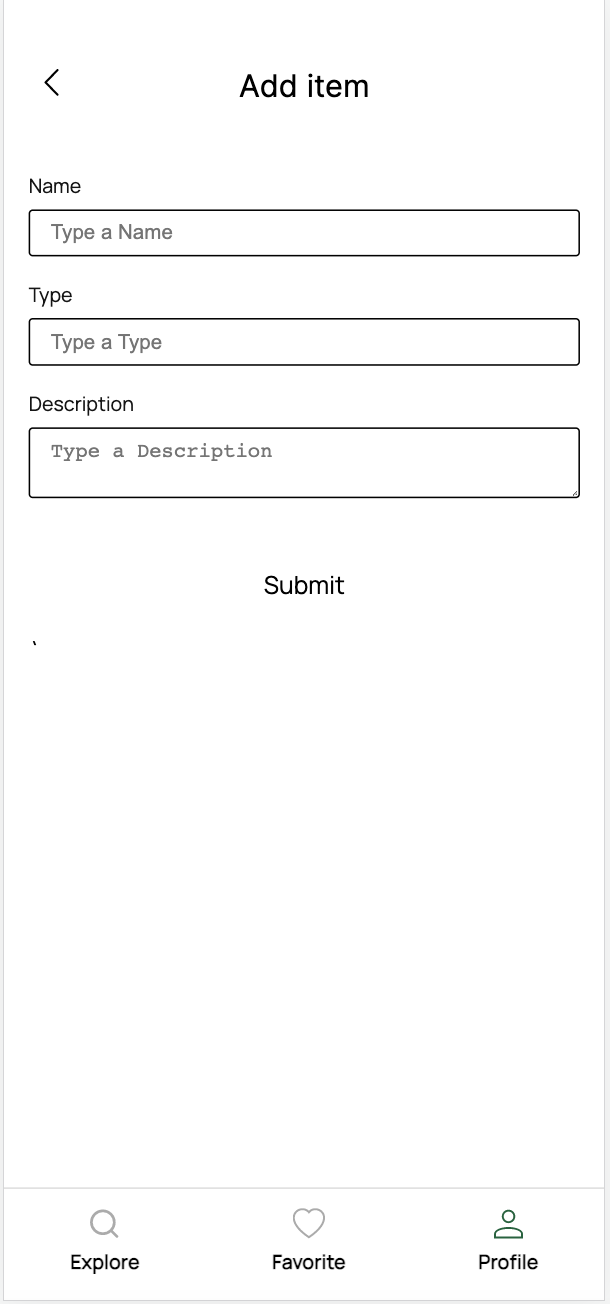 Add item
Name
Type a Name
Type
Type a Type
Description
Type a Description
Submit
`
Explore
Favorite
Profile